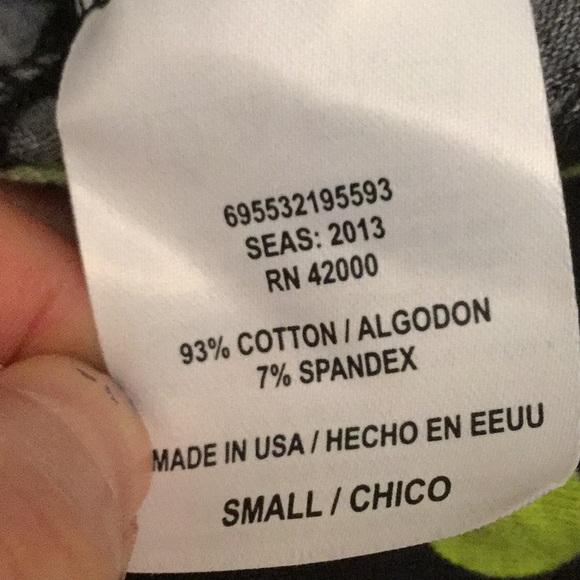 695532195593
SEAS: 2013
RN 42000
93% COTTON / ALGODON
7% SPANDEX
MADE IN USA / HECHO EN EEUU
SMALL / CHICO